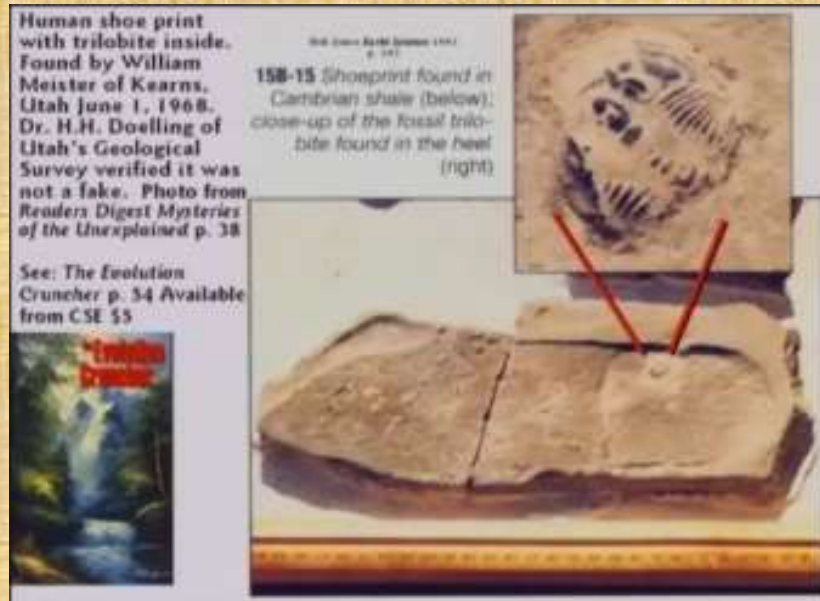 Human shoe print
with trilobite inside.
Found by William
Meister of Kearns,
Utah June 1, 1968.
Dr. H.H. Doelling of
Utah's Geological
Survey verified it was
not a fake. Photo from
Readers Digest Mysteries
of the Unexplained p. 38
See: The Evolution
Cruncher p. 54 Available
from CSE $5
Evolution
Cruncher
15B-15 Shoeprint found in
Cambrian shale (below);
close-up of the fossil trilo-
bite found in the heel
(right)